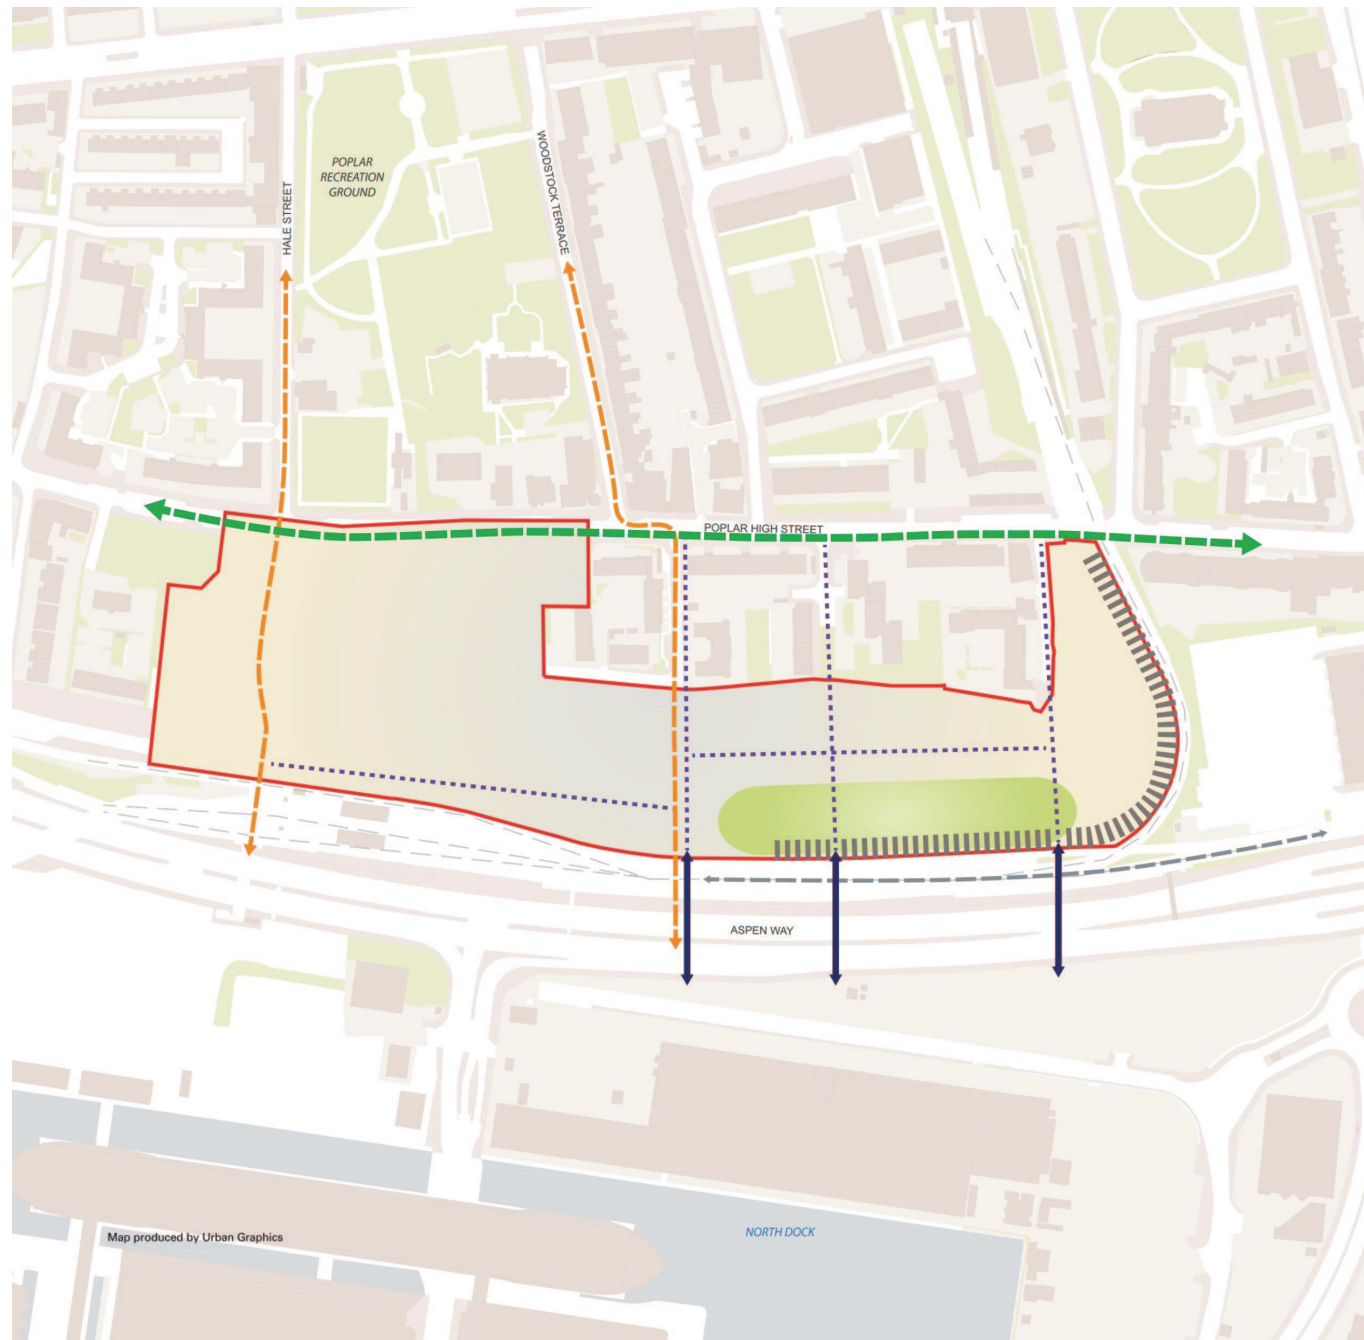 POPLAR
RECREATION
GROUND
HALE STREET
WOODSTOCK TERRACE
POPLAR HIGH STREET
ASPEN WAY
NORTH DOCK
Map produced by Urban Graphics